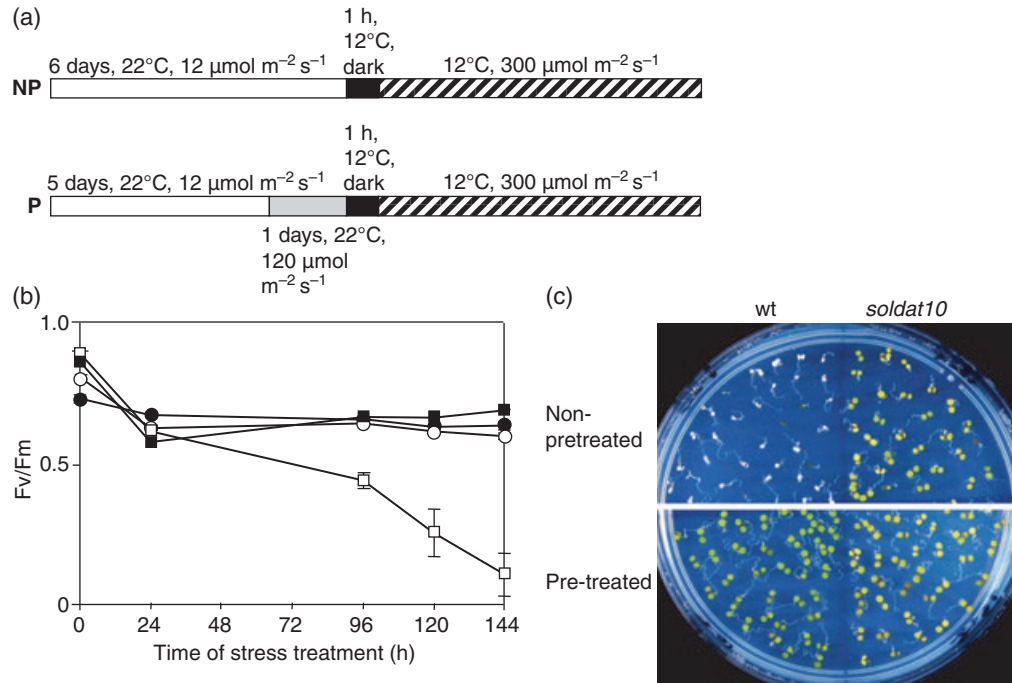 (a)
1 h,
12°C,
dark
6 days, 22°C, 12 μmol m⁻² s⁻¹
12°C, 300 μmol m⁻² s⁻¹
NP
1 h,
12°C,
dark
5 days, 22°C, 12 μmol m⁻² s⁻¹
12°C, 300 μmol m⁻² s⁻¹
P
1 days, 22°C,
120 μmol
m⁻² s⁻¹
(b)
1.0
0.5
0
Fv/Fm
0 24 48 72 96 120 144
Time of stress treatment (h)
(c)
wt soldat10
Non-
pretreated
Pre-treated